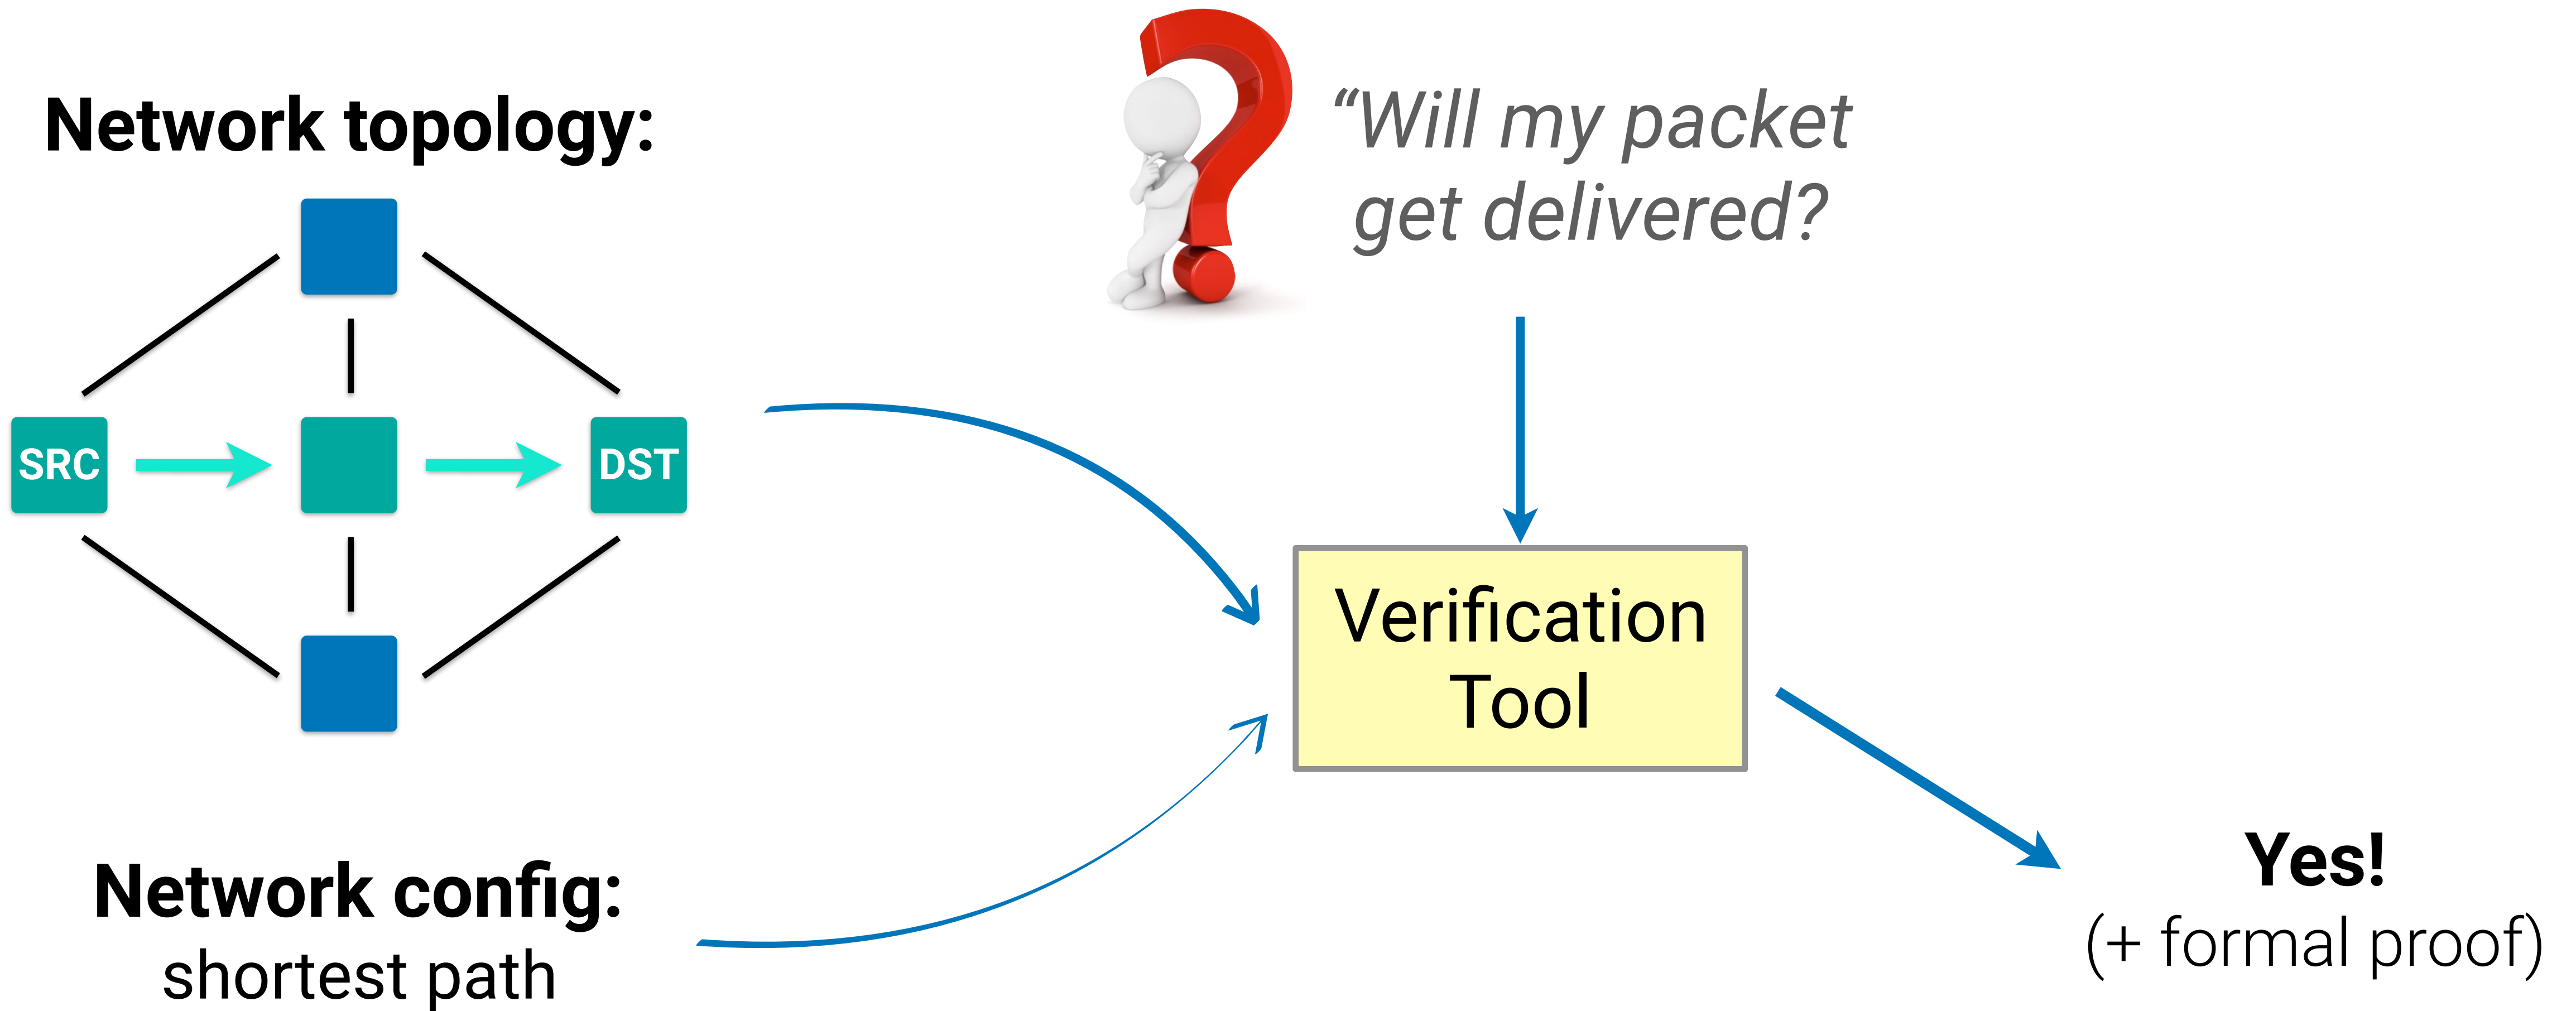 Network topology:
SRC
DST
“Will my packet
get delivered?
Verification
Tool
Network config:
shortest path
Yes!
(+ formal proof)